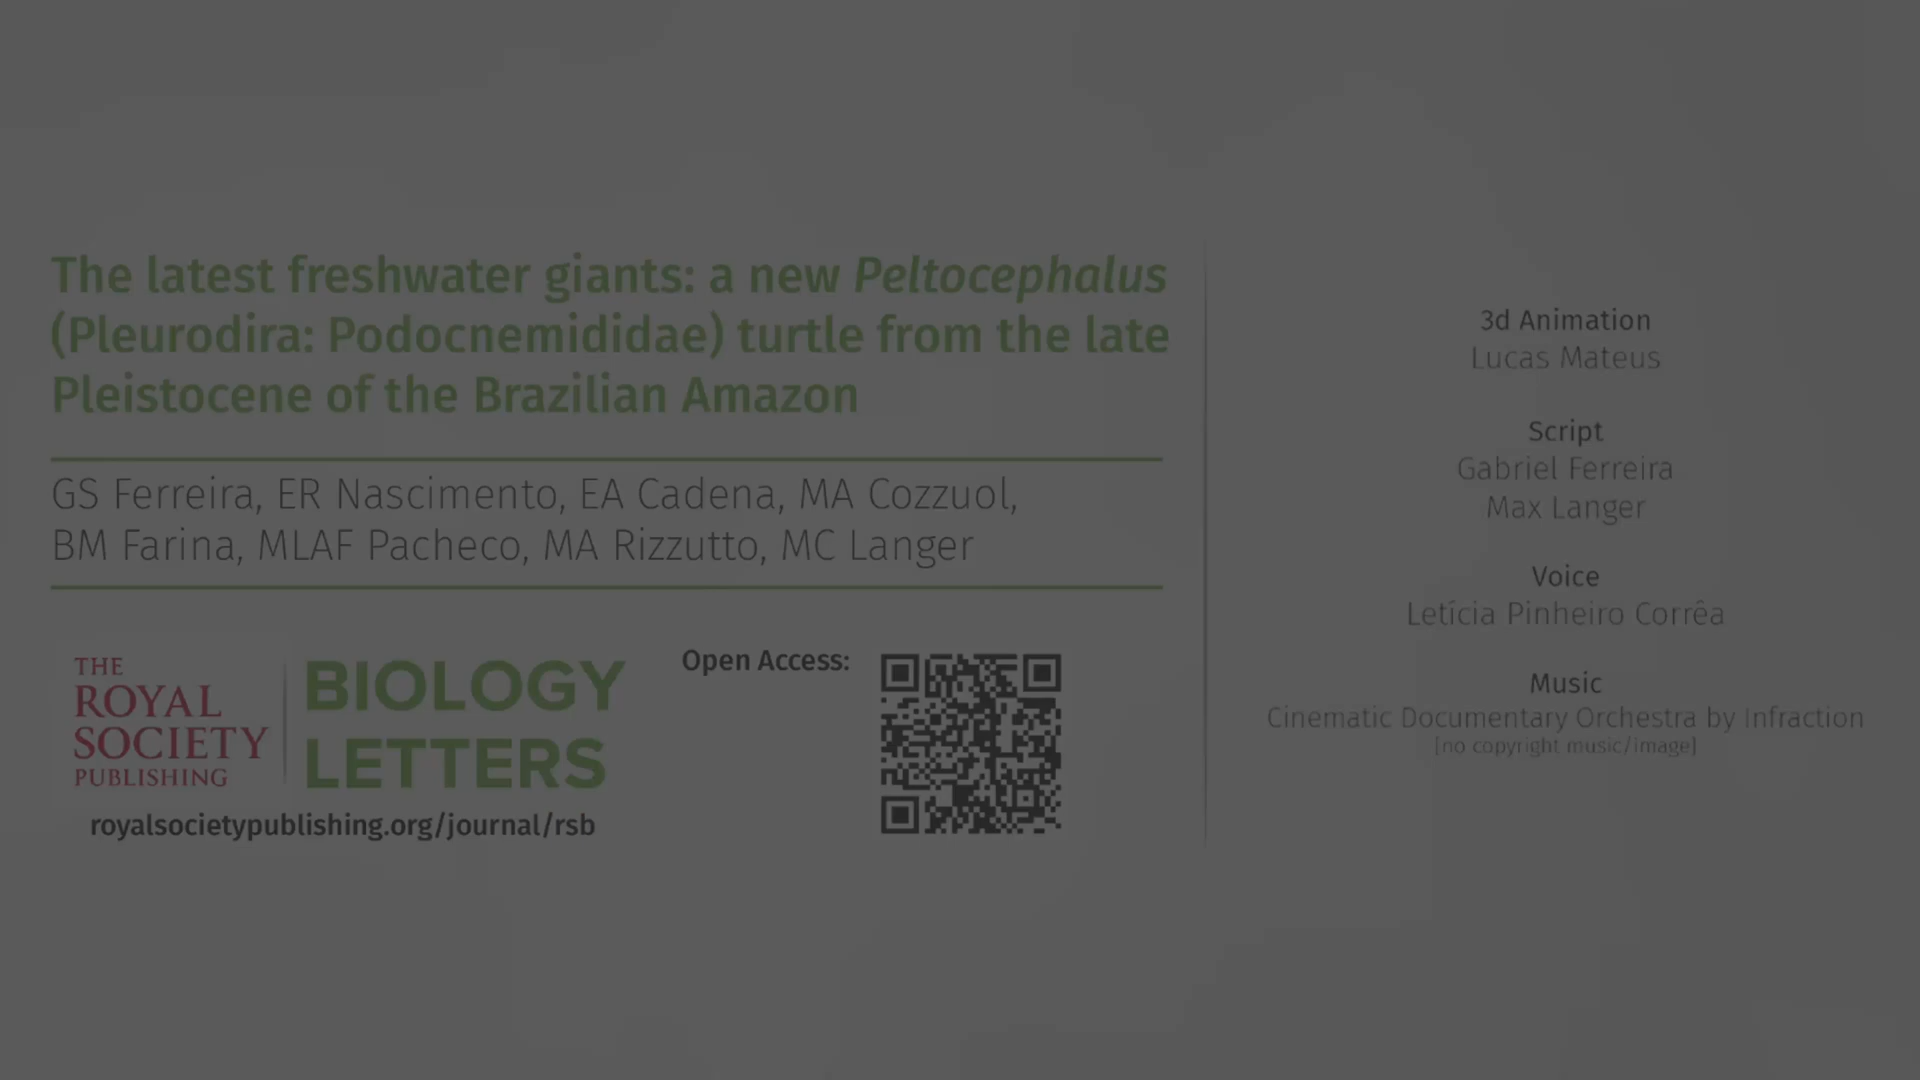 The latest freshwater giants: a new Peltocephalus
(Pleurodira: Podocnemididae) turtle from the late
Pleistocene of the Brazilian Amazon
GS Ferreira, ER Nascimento, EA Cadena, MA Cozzuol,
BM Farina, MLAF Pacheco, MA Rizzutto, MC Langer
THE
ROYAL
SOCIETY
PUBLISHING
BIOLOGY
LETTERS
royalsocietypublishing.org/journal/rsb
Open Access:
3d Animation
Lucas Mateus
Script
Gabriel Ferreira
Max Langer
Voice
Letícia Pinheiro Corrêa
Music
Cinematic Documentary Orchestra by Infraction
[no copyright music/image]